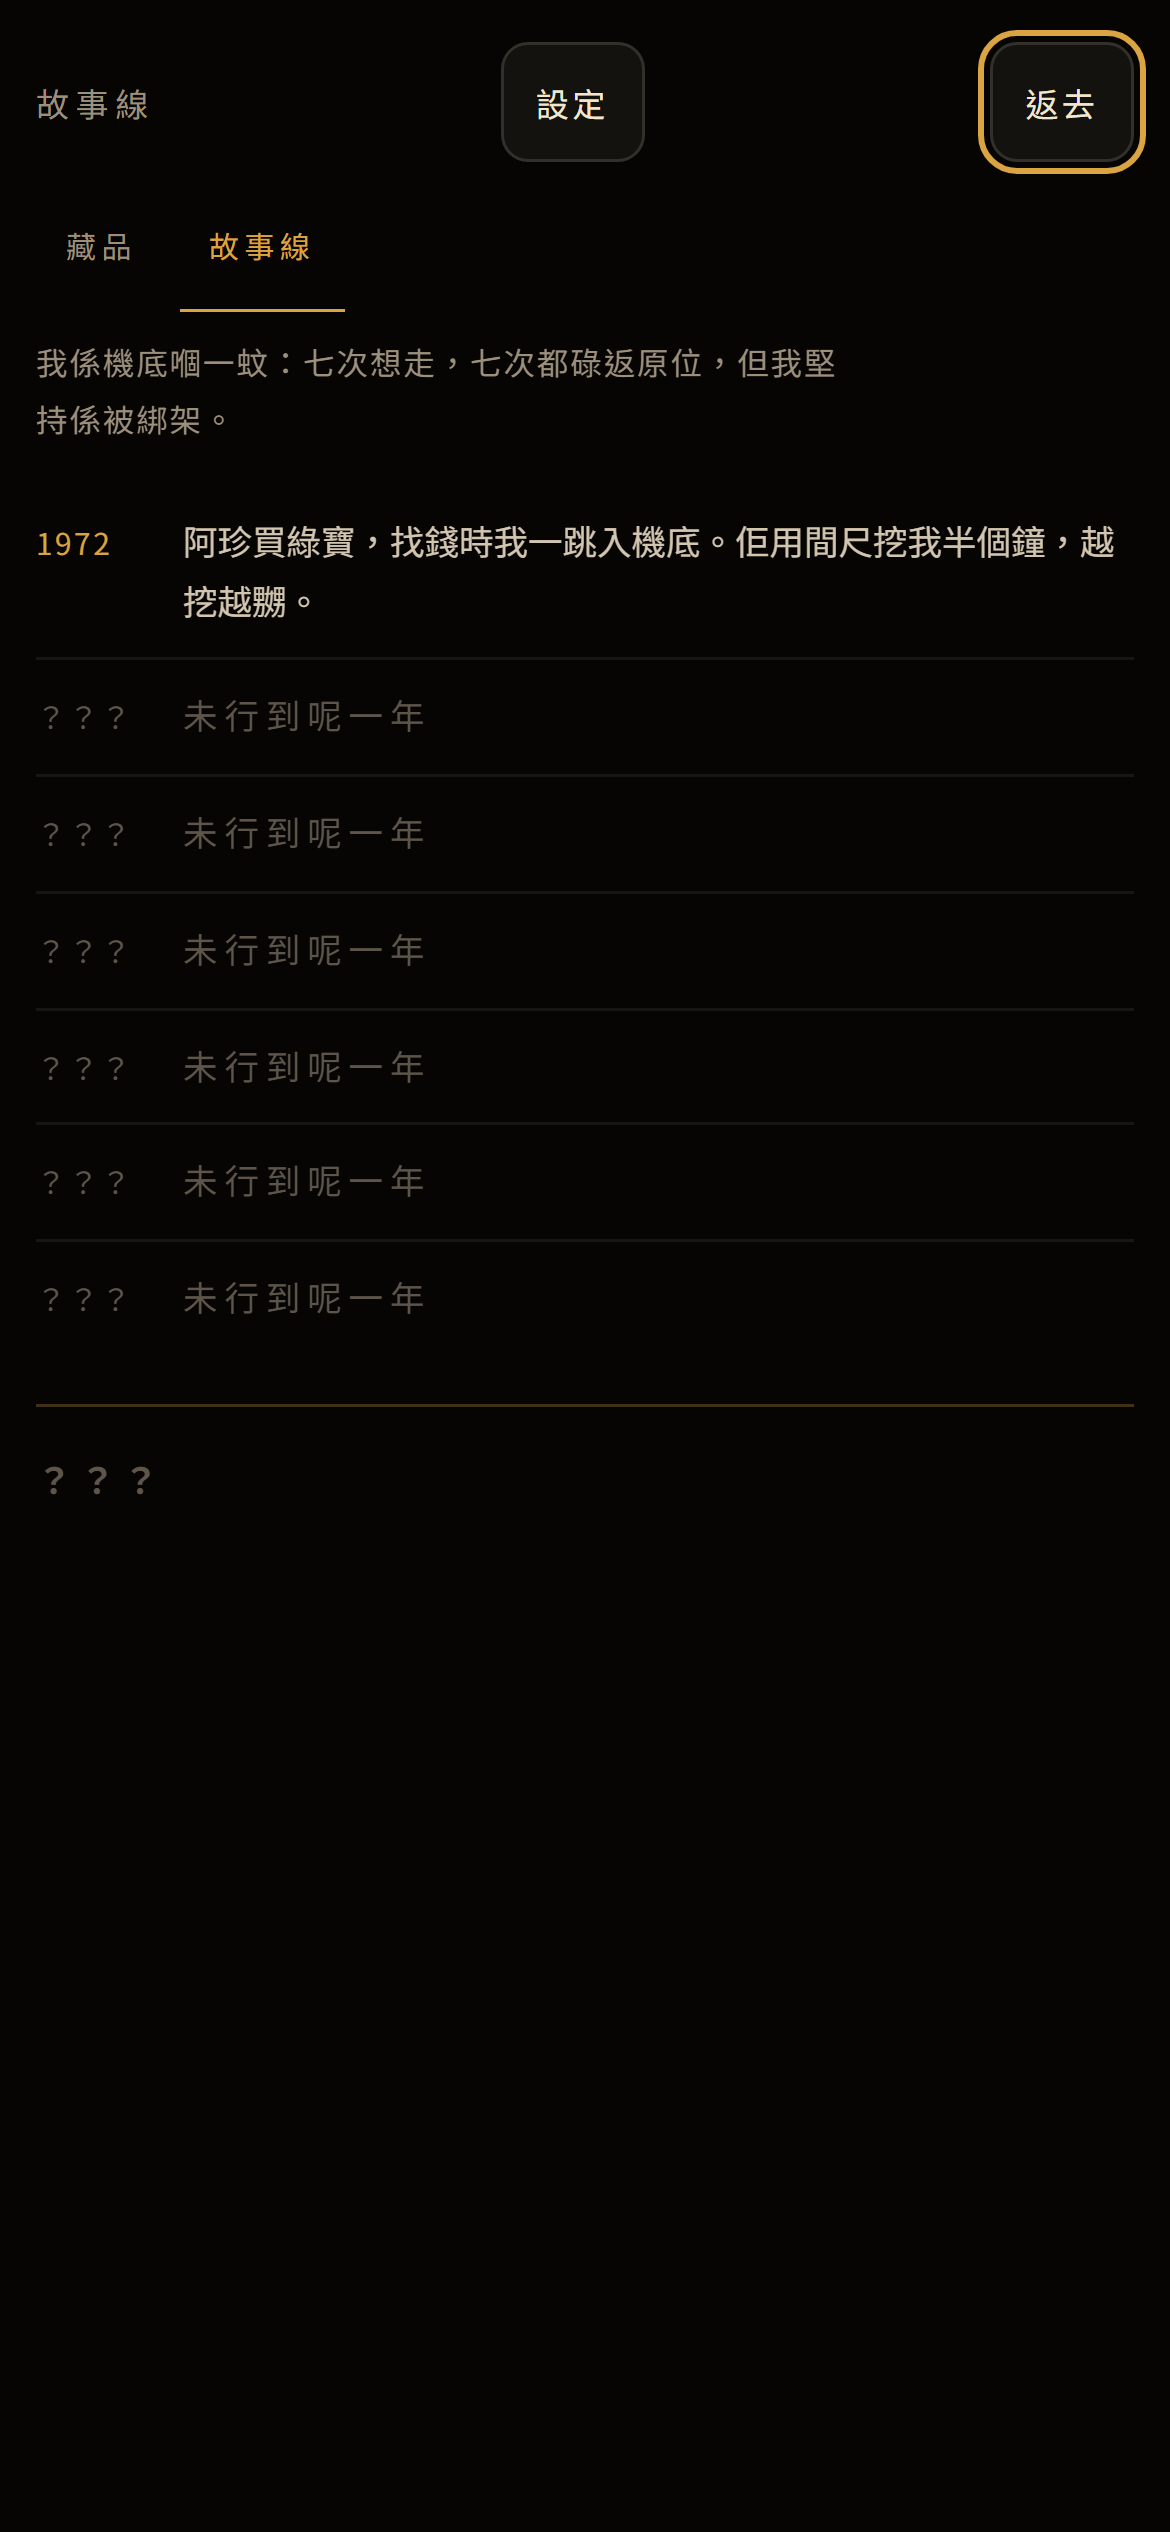 故事線
設定
返去
藏品
故事線
我係機底嗰一蚊：七次想走，七次都碌返原位，但我堅
持係被綁架。
1972
阿珍買綠寶，找錢時我一跳入機底。佢用間尺挖我半個鐘，越
挖越嬲。
？？？ 未行到呢一年
？？？ 未行到呢一年
？？？ 未行到呢一年
？？？ 未行到呢一年
？？？ 未行到呢一年
？？？ 未行到呢一年
？？？